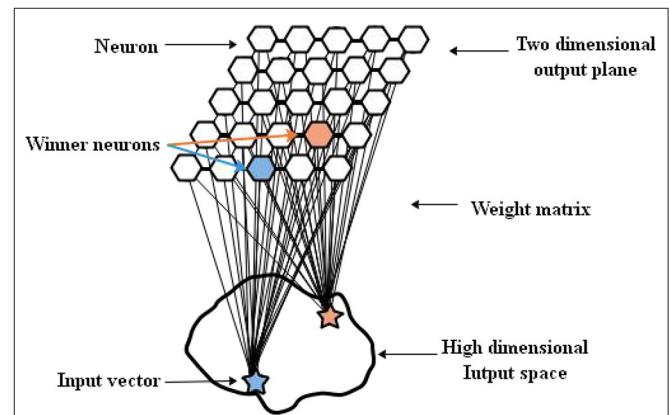 Neuron
Two dimensional
output plane
Winner neurons
Weight matrix
High dimensional
Iutput space
Input vector